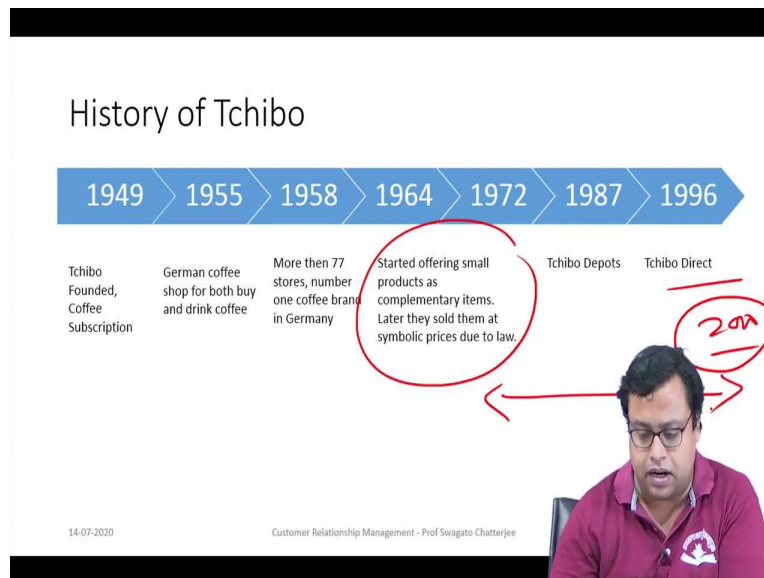 History of Tchibo
1949 1955 1958 1964 1972 1987 1996
Tchibo
Founded,
Coffee
Subscription
German coffee
shop for both buy
and drink coffee
More then 77
stores, number
one coffee brand
in Germany
Started offering small
products as
complementary items.
Later they sold them at
symbolic prices due to law.
Tchibo Depots
Tchibo Direct
14-07-2020
Customer Relationship Management - Prof Swagato Chatterjee